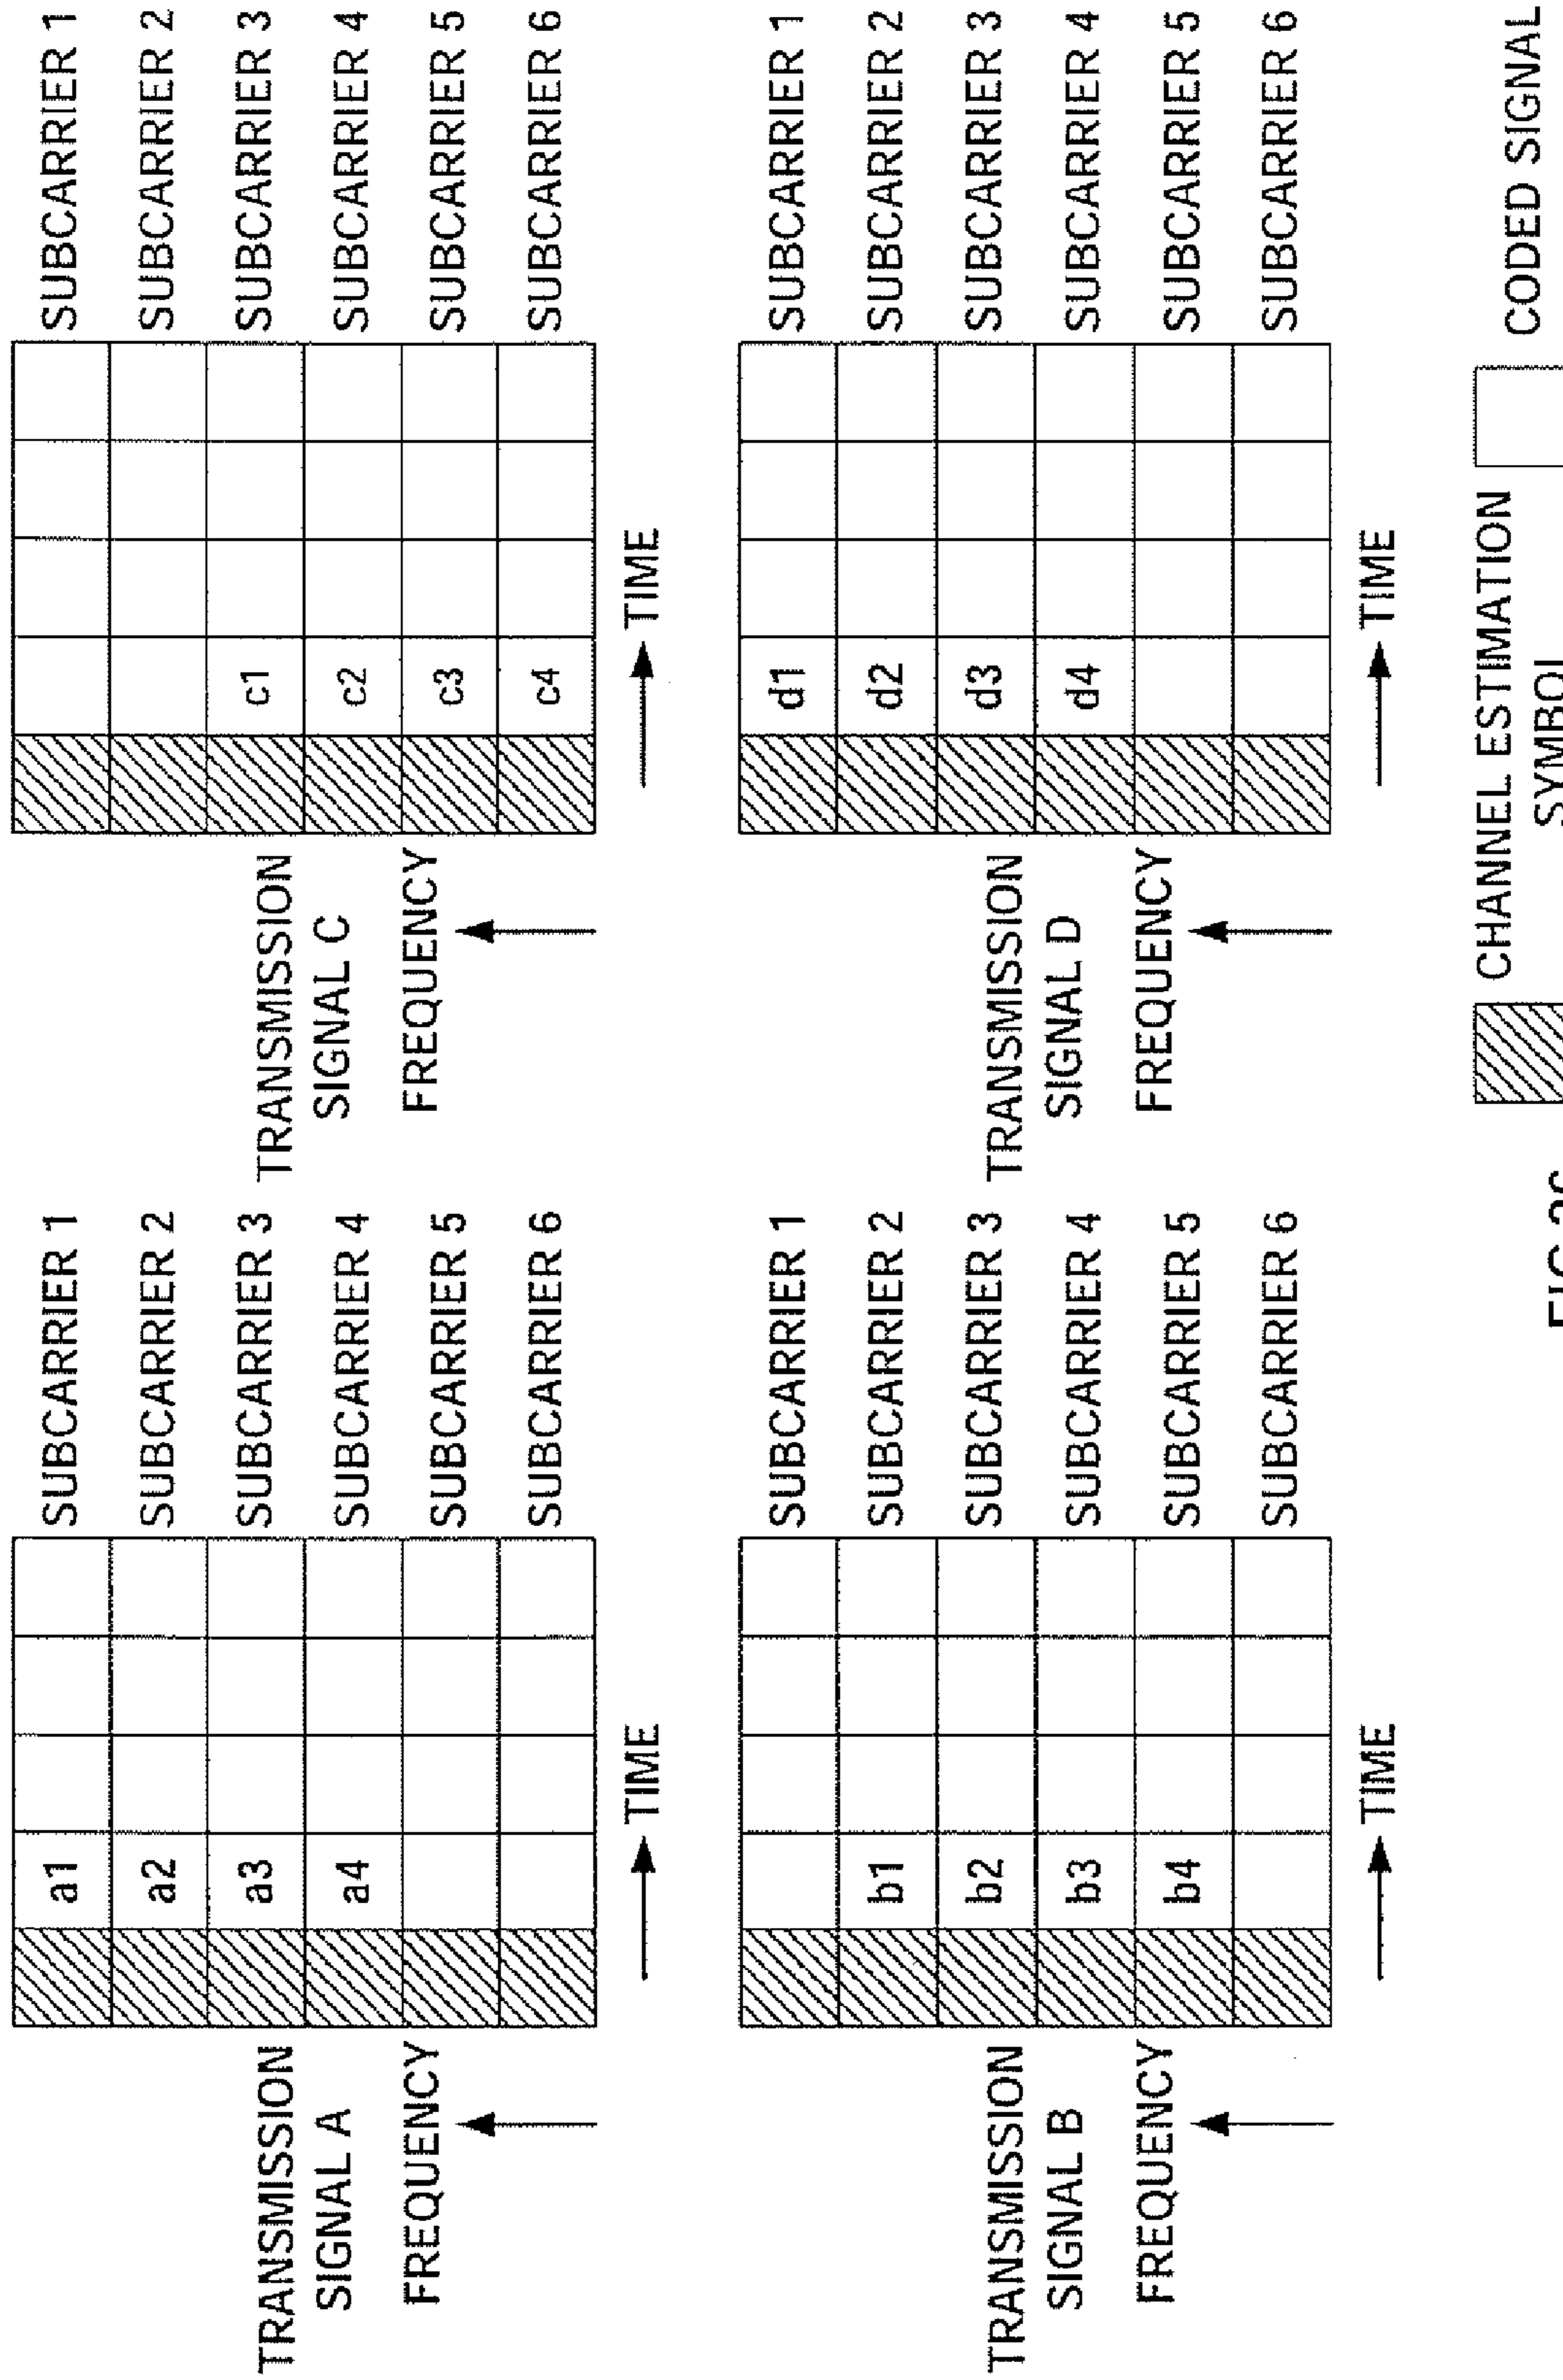 TRANSMISSION
SIGNAL A
FREQUENCY
a1
a2
a3
a4
SUBCARRIER 1
SUBCARRIER 2
SUBCARRIER 3
SUBCARRIER 4
SUBCARRIER 5
SUBCARRIER 6
TIME
TRANSMISSION
SIGNAL C
FREQUENCY
c1
c2
c3
c4
SUBCARRIER 1
SUBCARRIER 2
SUBCARRIER 3
SUBCARRIER 4
SUBCARRIER 5
SUBCARRIER 6
TIME
TRANSMISSION
SIGNAL B
FREQUENCY
b1
b2
b3
b4
SUBCARRIER 1
SUBCARRIER 2
SUBCARRIER 3
SUBCARRIER 4
SUBCARRIER 5
SUBCARRIER 6
TIME
TRANSMISSION
SIGNAL D
FREQUENCY
d1
d2
d3
d4
SUBCARRIER 1
SUBCARRIER 2
SUBCARRIER 3
SUBCARRIER 4
SUBCARRIER 5
SUBCARRIER 6
TIME
CHANNEL ESTIMATION
SYMBOL
CODED SIGNAL